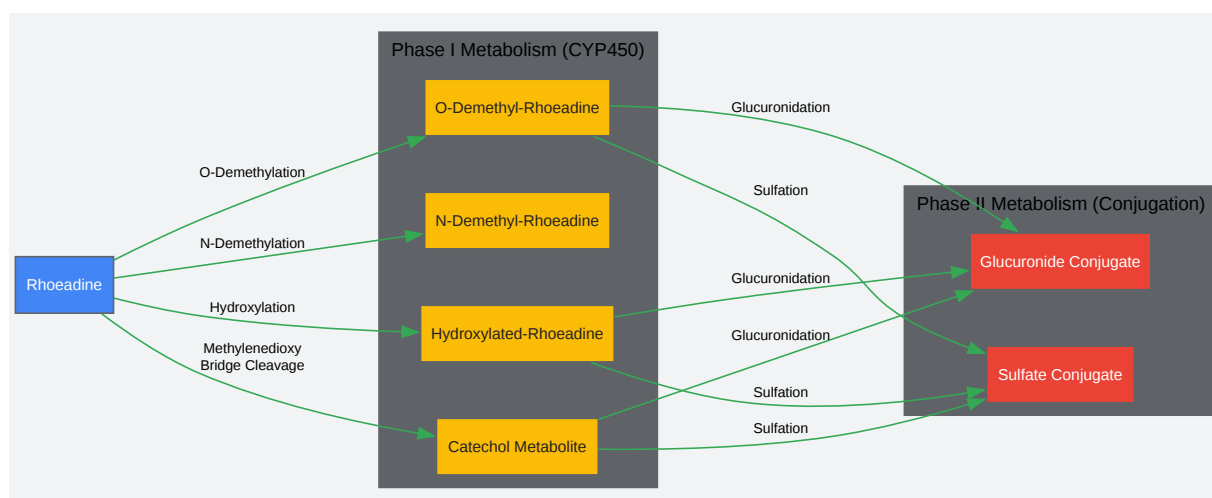 Phase I Metabolism (CYP450)
O-Demethyl-Rhoeadine
Glucuronidation
O-Demethylation
Sulfation
Phase II Metabolism (Conjugation)
N-Demethyl-Rhoeadine
N-Demethylation
Glucuronide Conjugate
Rhoeadine
Glucuronidation
Hydroxylation
Hydroxylated-Rhoeadine
Glucuronidation
Methylenedioxy
Bridge Cleavage
Sulfate Conjugate
Sulfation
Sulfation
Catechol Metabolite